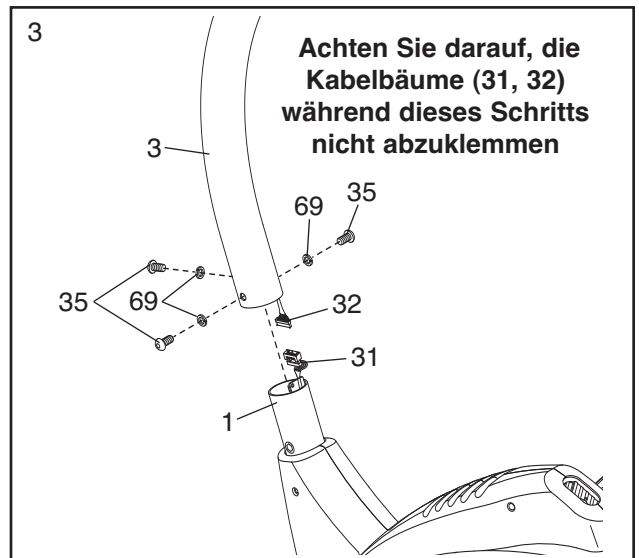 3
Achten Sie darauf, die
Kabelbäume (31, 32)
während dieses Schritts
nicht abzuklemmen
3
35
69
35
69
32
31
1